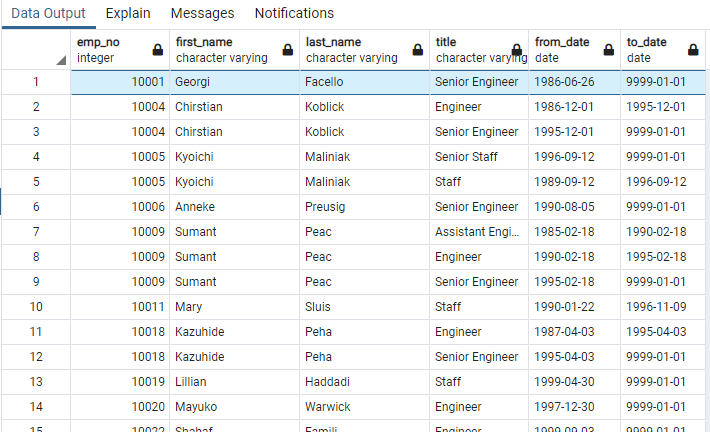 Data Output Explain Messages Notifications
emp_no first_name last_name title from_date to_date
integer character varying character varying character varying date date
1 10001 Georgi Facello Senior Engineer 1986-06-26 9999-01-01
2 10004 Chirstian Koblick Engineer 1986-12-01 1995-12-01
3 10004 Chirstian Koblick Senior Engineer 1995-12-01 9999-01-01
4 10005 Kyoichi Maliniak Senior Staff 1996-09-12 9999-01-01
5 10005 Kyoichi Maliniak Staff 1989-09-12 1996-09-12
6 10006 Anneke Preusig Senior Engineer 1990-08-05 9999-01-01
7 10009 Sumant Peac Assistant Engi... 1985-02-18 1990-02-18
8 10009 Sumant Peac Engineer 1990-02-18 1995-02-18
9 10009 Sumant Peac Senior Engineer 1995-02-18 9999-01-01
10 10011 Mary Sluis Staff 1990-01-22 1996-11-09
11 10018 Kazuhide Peha Engineer 1987-04-03 1995-04-03
12 10018 Kazuhide Peha Senior Engineer 1995-04-03 9999-01-01
13 10019 Lillian Haddadi Staff 1999-04-30 9999-01-01
14 10020 Mayuko Warwick Engineer 1997-12-30 9999-01-01
15 10022 Shahaf Famili Engineer 1999-09-03 9999-01-01